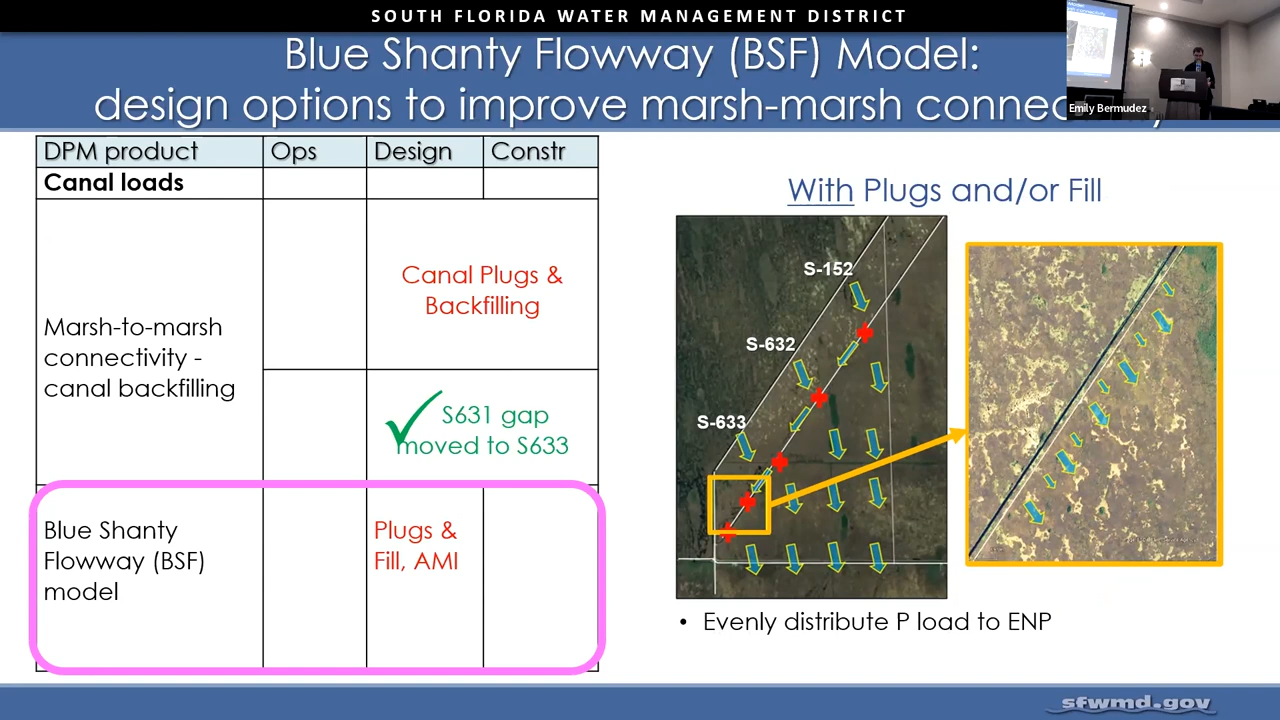 SOUTH FLORIDA WATER MANAGEMENT DISTRICT
Blue Shanty Flowway (BSF) Model:
design options to improve marsh-marsh
Emily Bermudez
DPM product
Ops
Design
Constr
Canal loads
Marsh-to-marsh
connectivity -
canal backfilling
Canal Plugs &
Backfilling
S631 gap
moved to S633
Blue Shanty
Flowway (BSF)
model
Plugs &
Fill, AMI
With Plugs and/or Fill
S-152
S-632
S-633
• Evenly distribute P load to ENP
sfwmd.gov